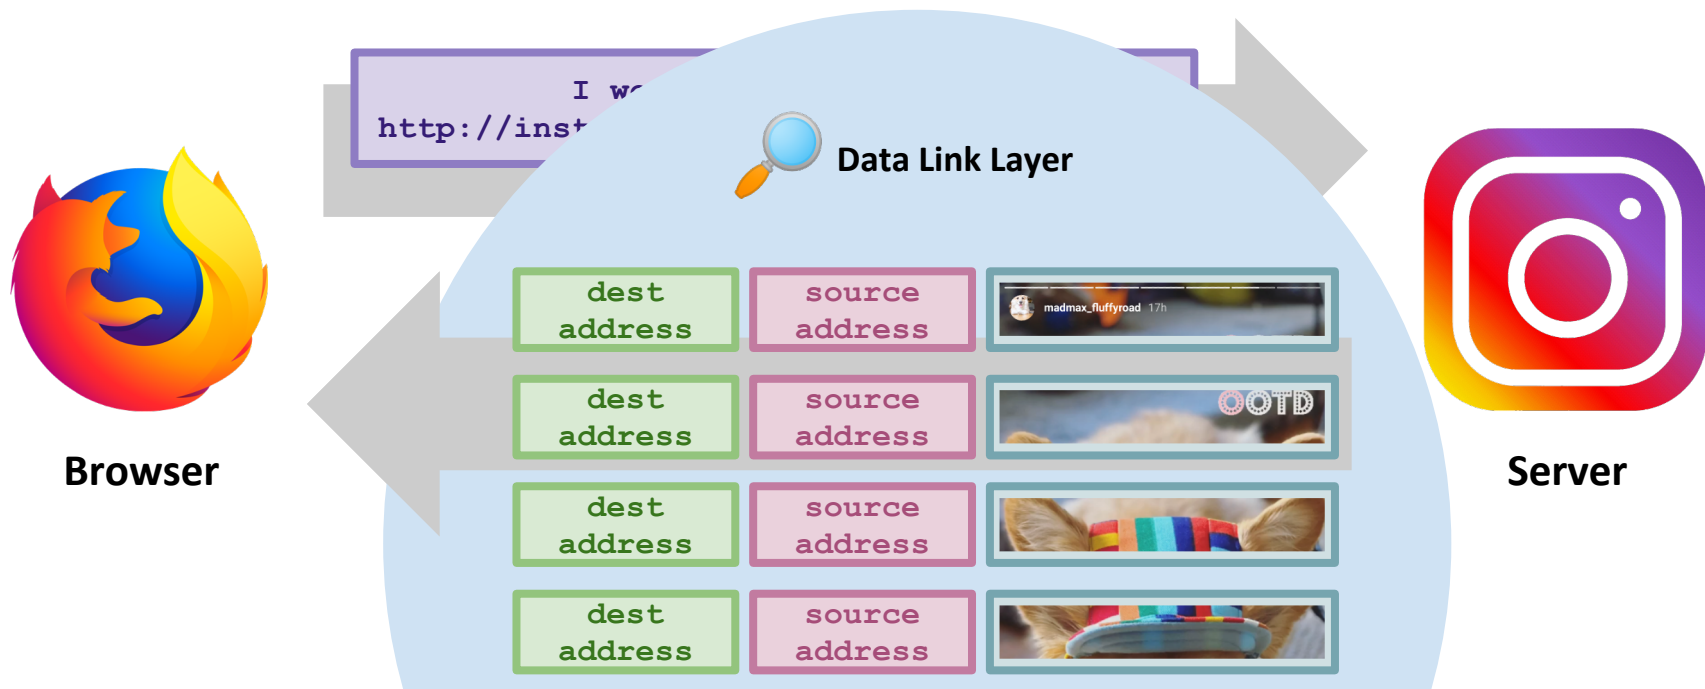 I
http://inst
Data Link Layer
dest
address
source
address
madmax_fluffyroad 17h
dest
address
source
address
OOTD
dest
address
source
address
dest
address
source
address
Browser
Server